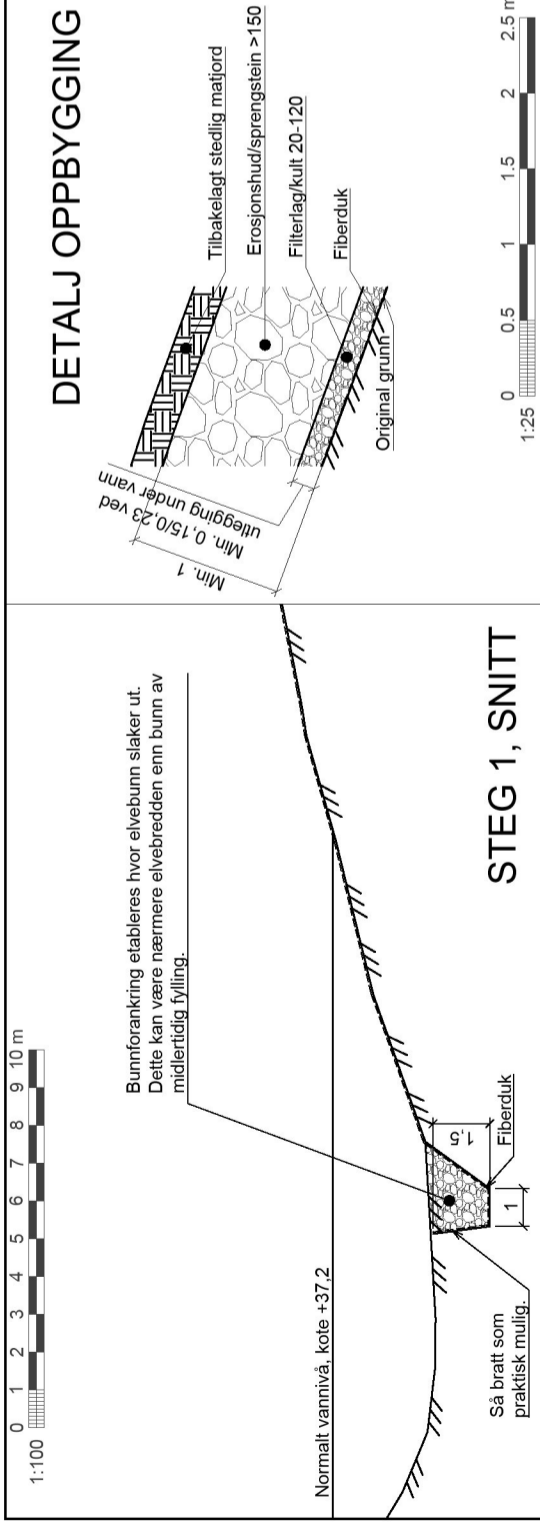 0 1 2 3 4 5 6 7 8 9 10 m
1:100
Bunnforankring etableres hvor elvebunn slaker ut.
Dette kan være nærmere elvebredden enn bunn av
midlertidig fylling.
Normalt vannivå, kote +37,2
1,5
1
Fiberduk
Så bratt som
praktisk mulig.
STEG 1, SNITT
DETALJ OPPBYGGING
Tilbakelagt stedlig matjord
Erosjonshud/sprengstein >150
Filterlag/kult 20-120
Fiberduk
Original grunn
Min. 1
Min. 0,15/0,23 ved
utlegging under vann
0 0.5 1 1.5 2 2.5 m
1:25